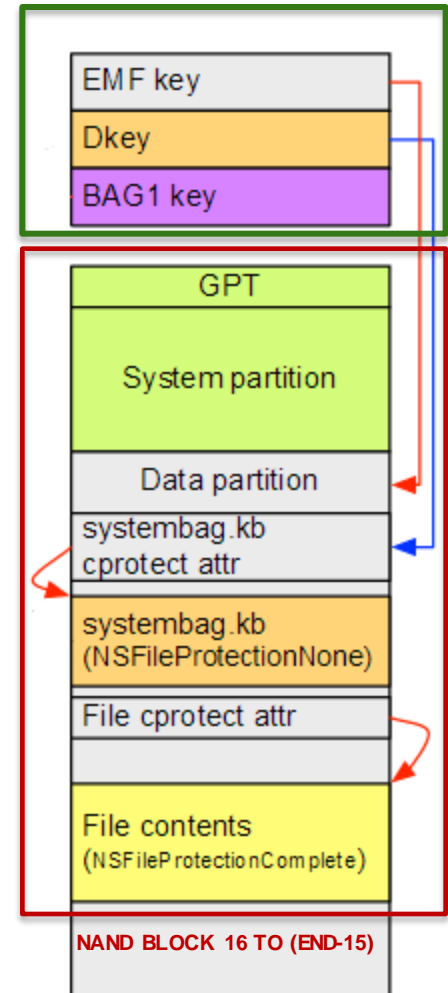 EMF key
Dkey
BAG1 key
GPT
System partition
Data partition
systembag.kb
cprotect attr
systembag.kb
(NSFileProtectionNone)
File cprotect attr
File contents
(NSFileProtectionComplete)
NAND BLOCK 16 TO (END-15)